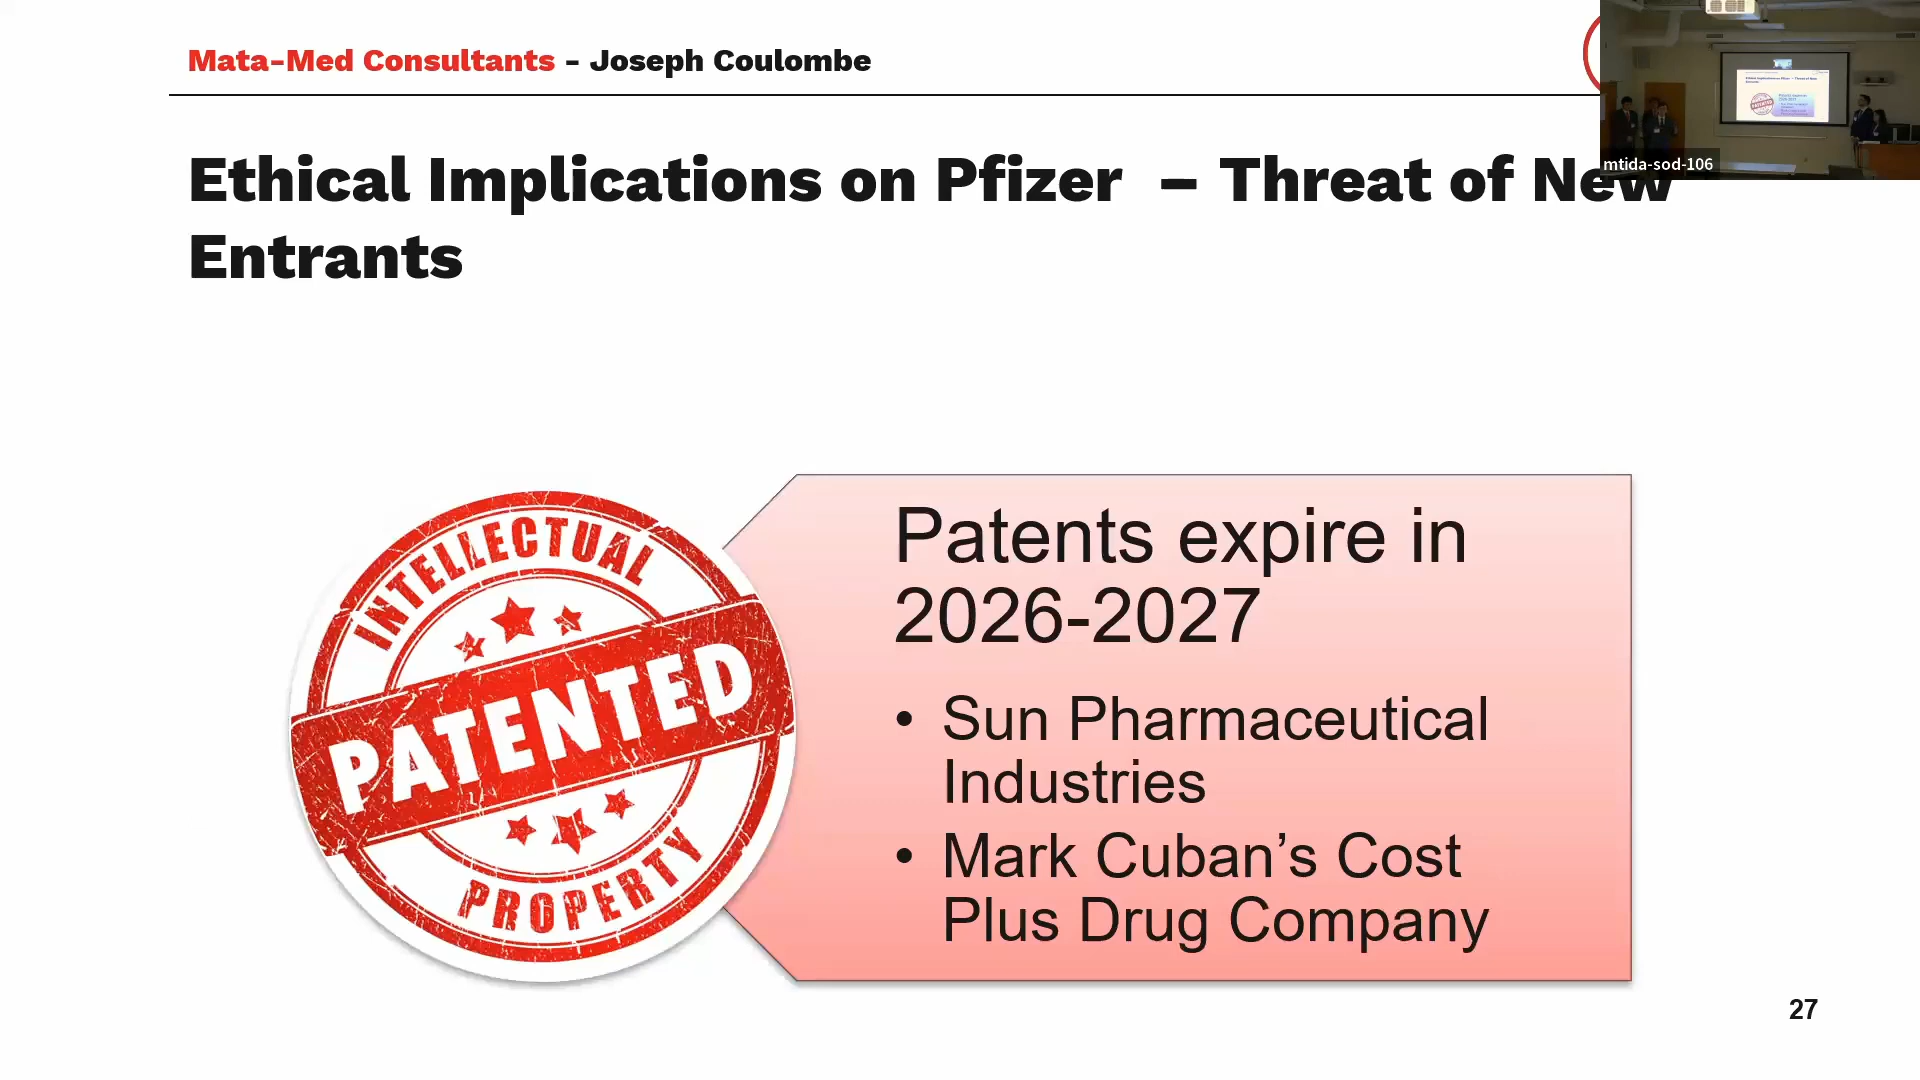 Mata-Med Consultants - Joseph Coulombe
mtida-sod-106
Ethical Implications on Pfizer – Threat of New
Entrants
INTELLECTUAL
PATENTED
PROPERTY
Patents expire in
2026-2027
• Sun Pharmaceutical
Industries
• Mark Cuban’s Cost
Plus Drug Company
27